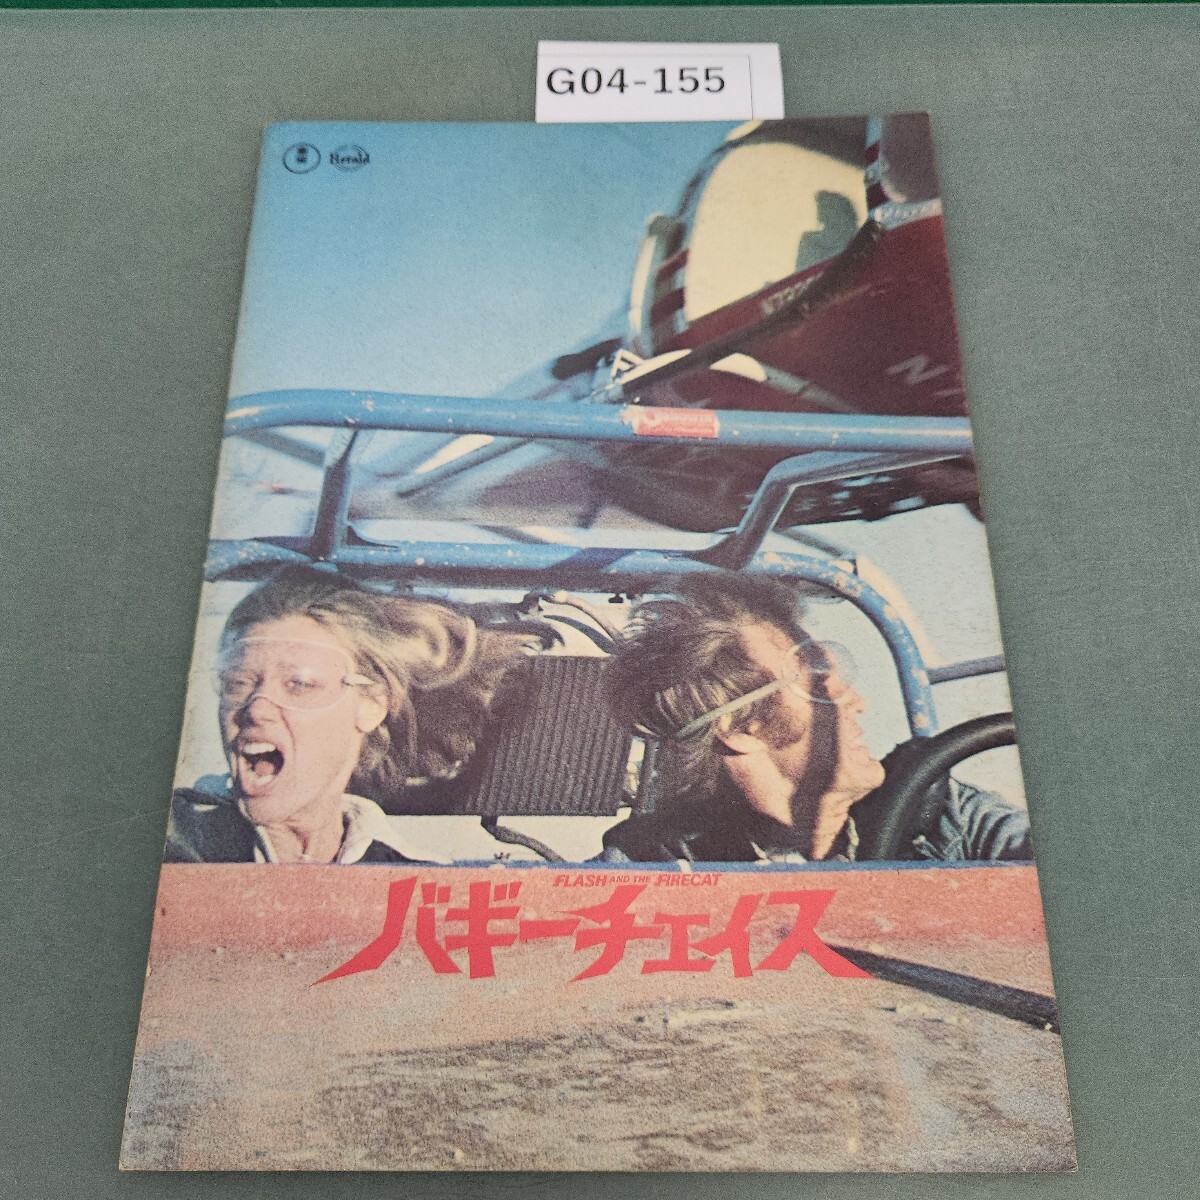 G04-155
Herald
FLASH AND THE FIRECAT
バギーチェイス